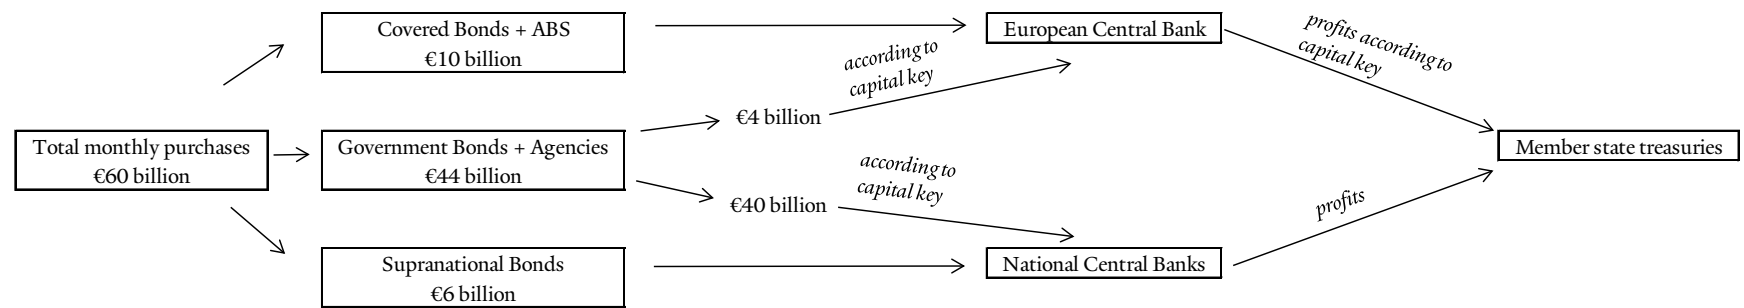 Covered Bonds + ABS
€10 billion
European Central Bank
profits according to
capital key
according to
capital key
€4 billion
Total monthly purchases
€60 billion
Government Bonds + Agencies
€44 billion
Member state treasuries
according to
capital key
€40 billion
profits
Supranational Bonds
€6 billion
National Central Banks